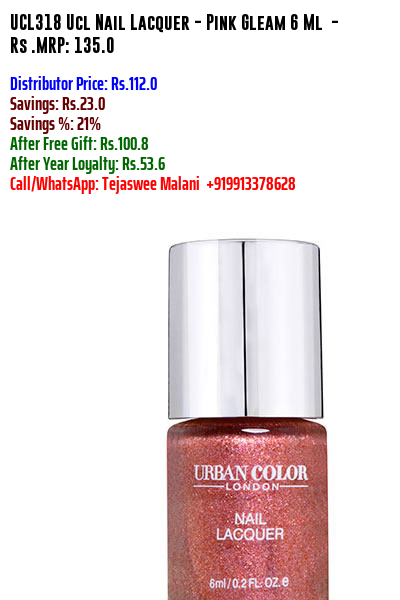 UCL318 Ucl Nail Lacquer - Pink Gleam 6 Ml -
Rs .MRP: 135.0
Distributor Price: Rs.112.0
Savings: Rs.23.0
Savings %: 21%
After Free Gift: Rs.100.8
After Year Loyalty: Rs.53.6
Call/WhatsApp: Tejaswee Malani +919913378628
URBAN COLOR
LONDON
NAIL
LACQUER
6ml/0.2 FL. OZ. e